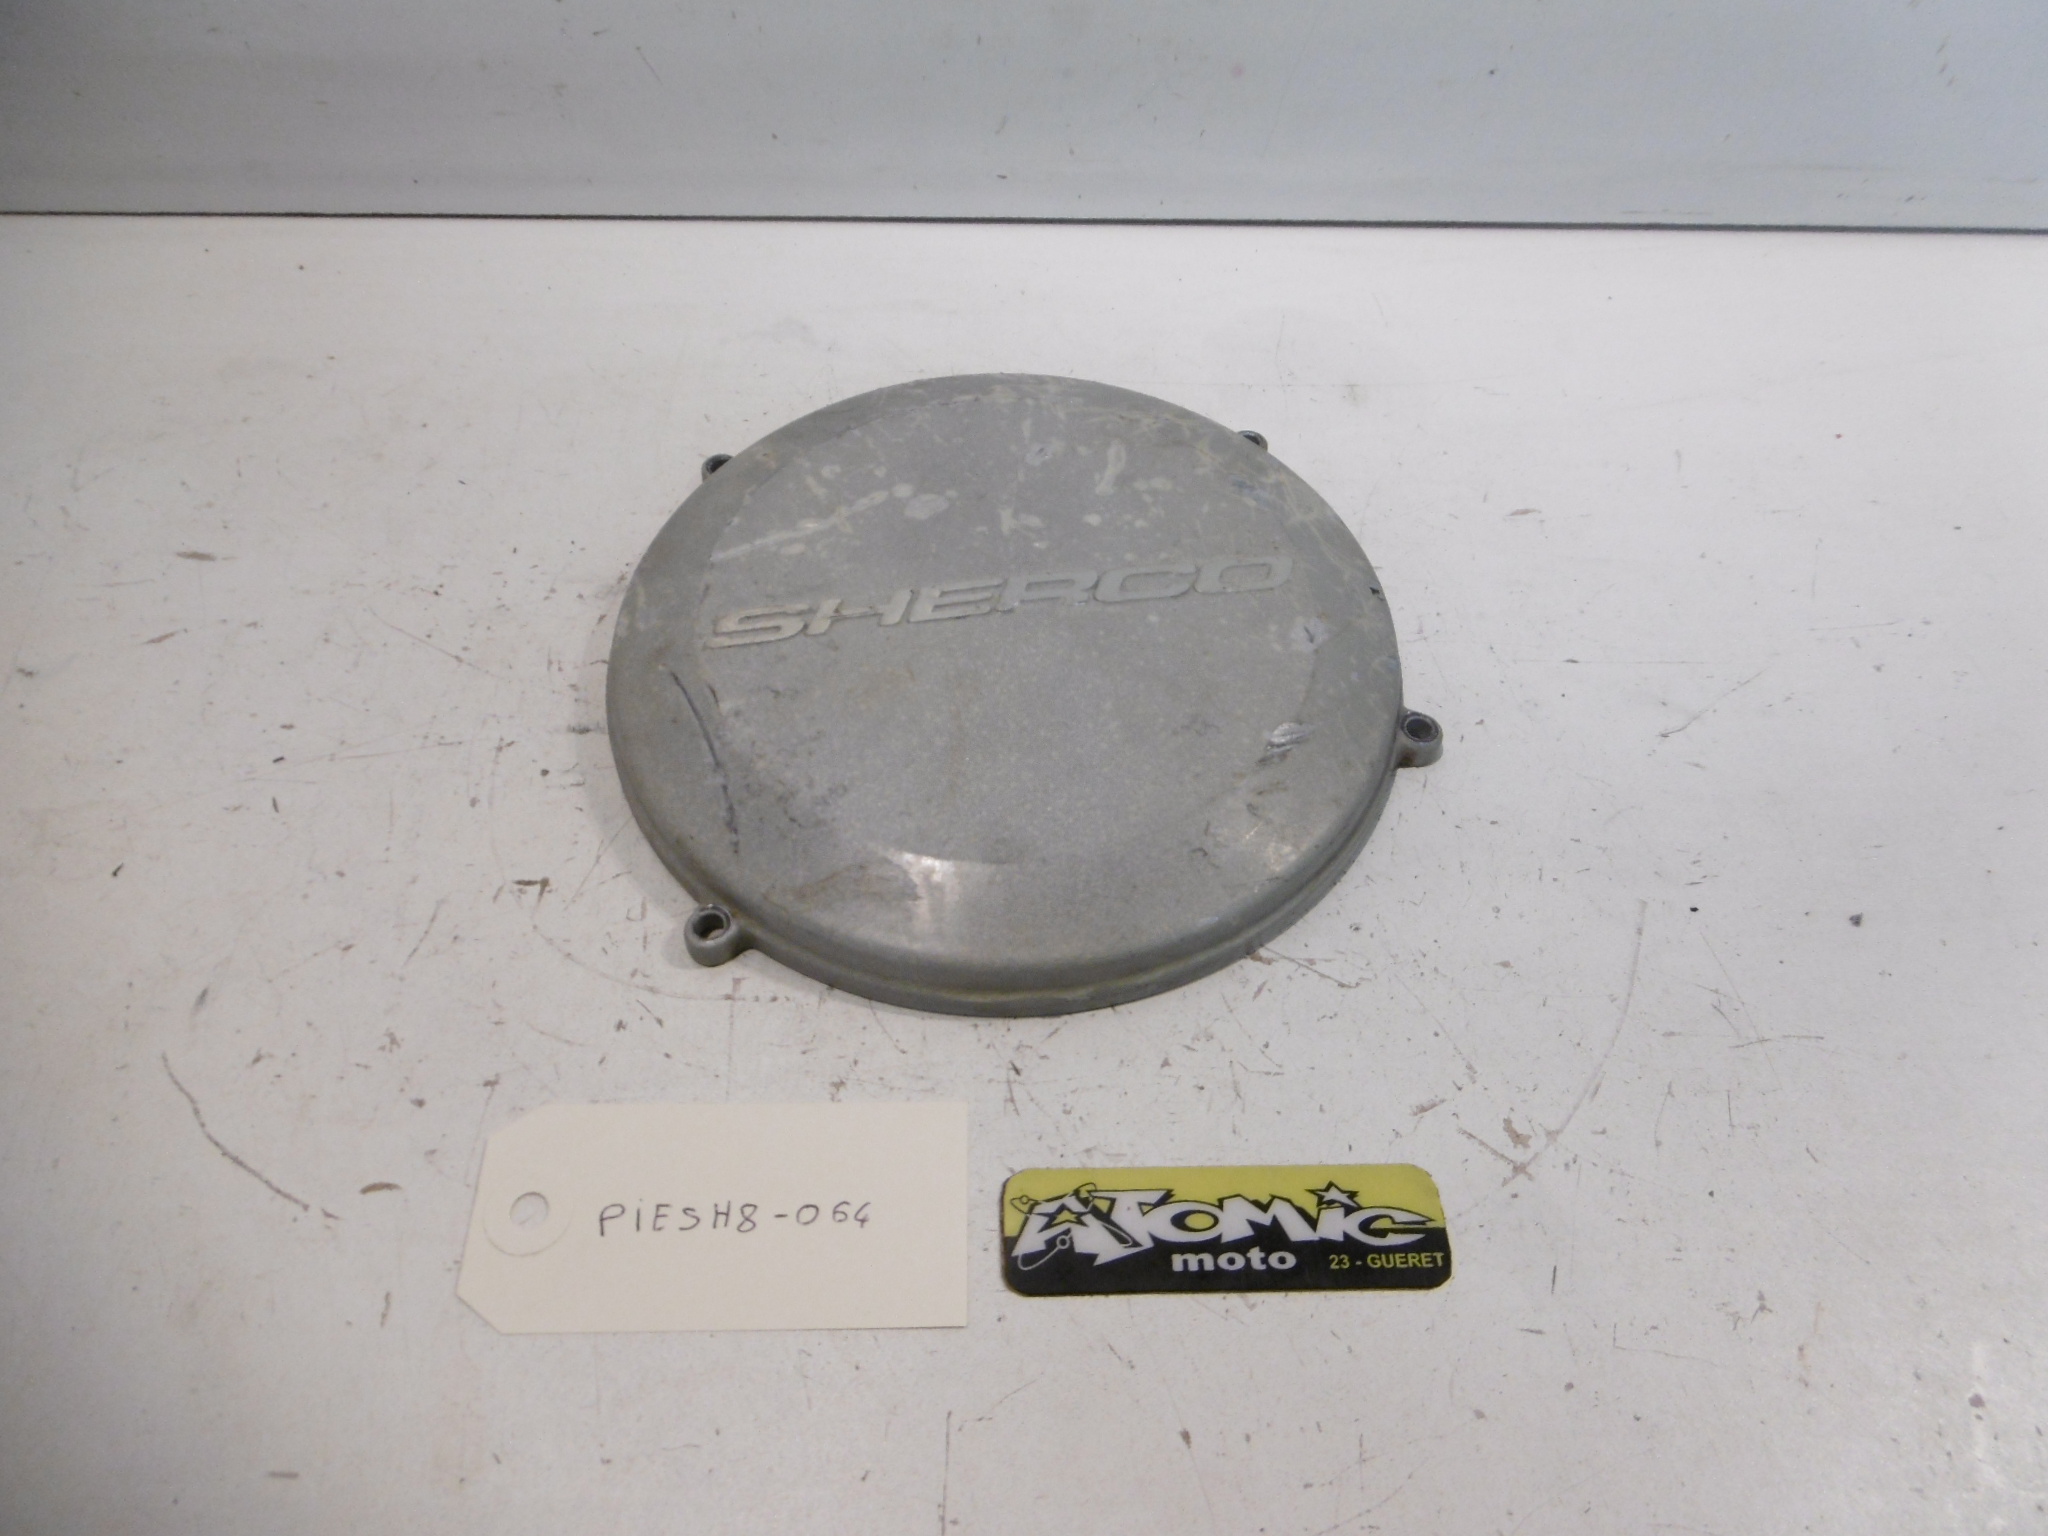 SHERCO
PiESH8-064
ATOMiC
moto 23 - GUERET